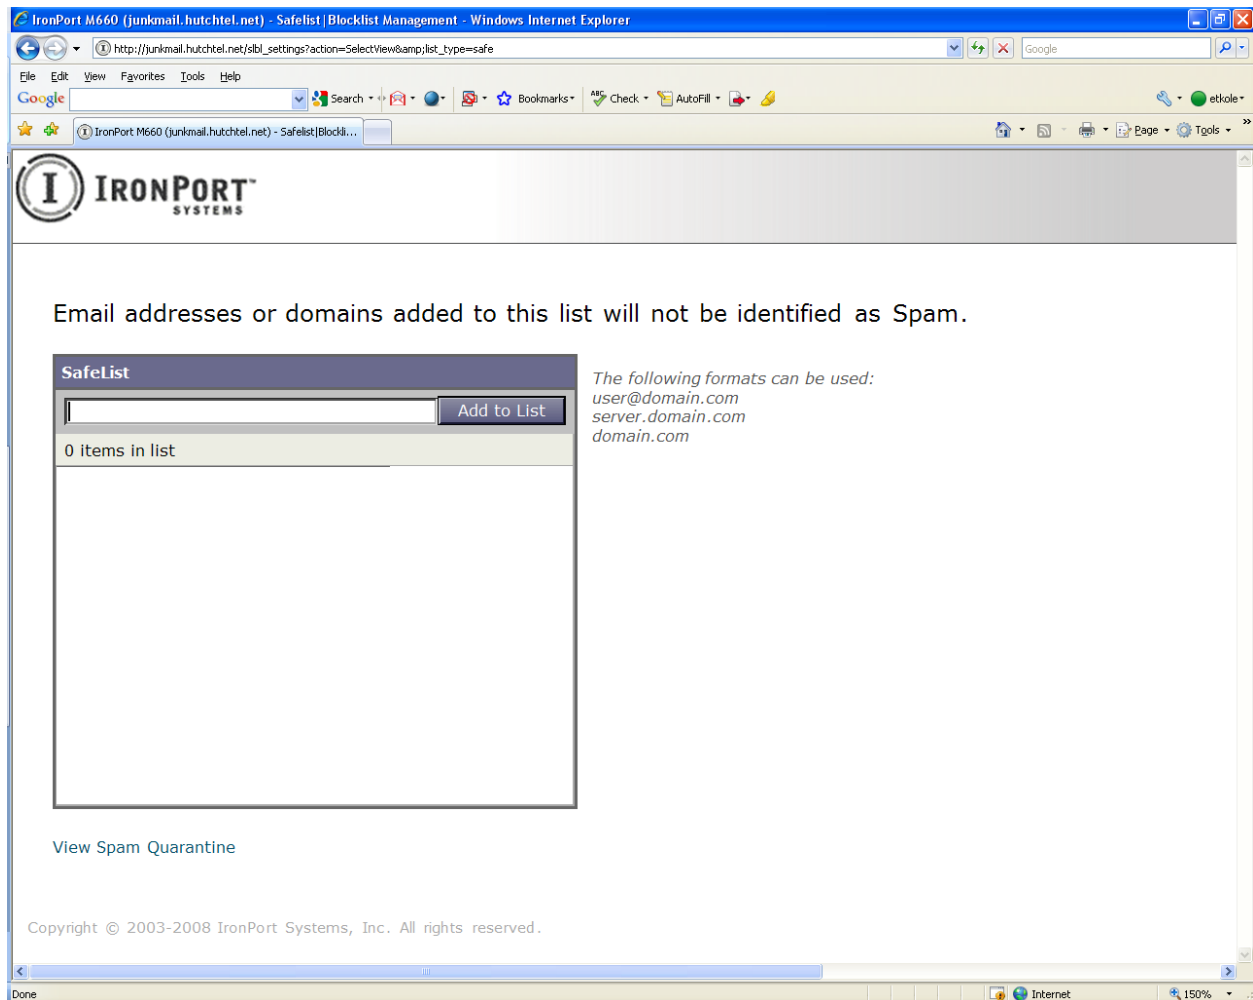 IronPort M660 (junkmail.hutchtel.net) - Safelist|Blocklist Management - Windows Internet Explorer
http://junkmail.hutchtel.net/slbl_settings?action=SelectView&amp;list_type=safe
Google
File Edit View Favorites Tools Help
Google Search Bookmarks ABC Check AutoFill etkole
IronPort M660 (junkmail.hutchtel.net) - Safelist|Blockli... Page Tools »
I IRONPORT™
SYSTEMS
Email addresses or domains added to this list will not be identified as Spam.
SafeList
Add to List
0 items in list
The following formats can be used:
user@domain.com
server.domain.com
domain.com
View Spam Quarantine
Copyright © 2003-2008 IronPort Systems, Inc. All rights reserved.
Done Internet 150%